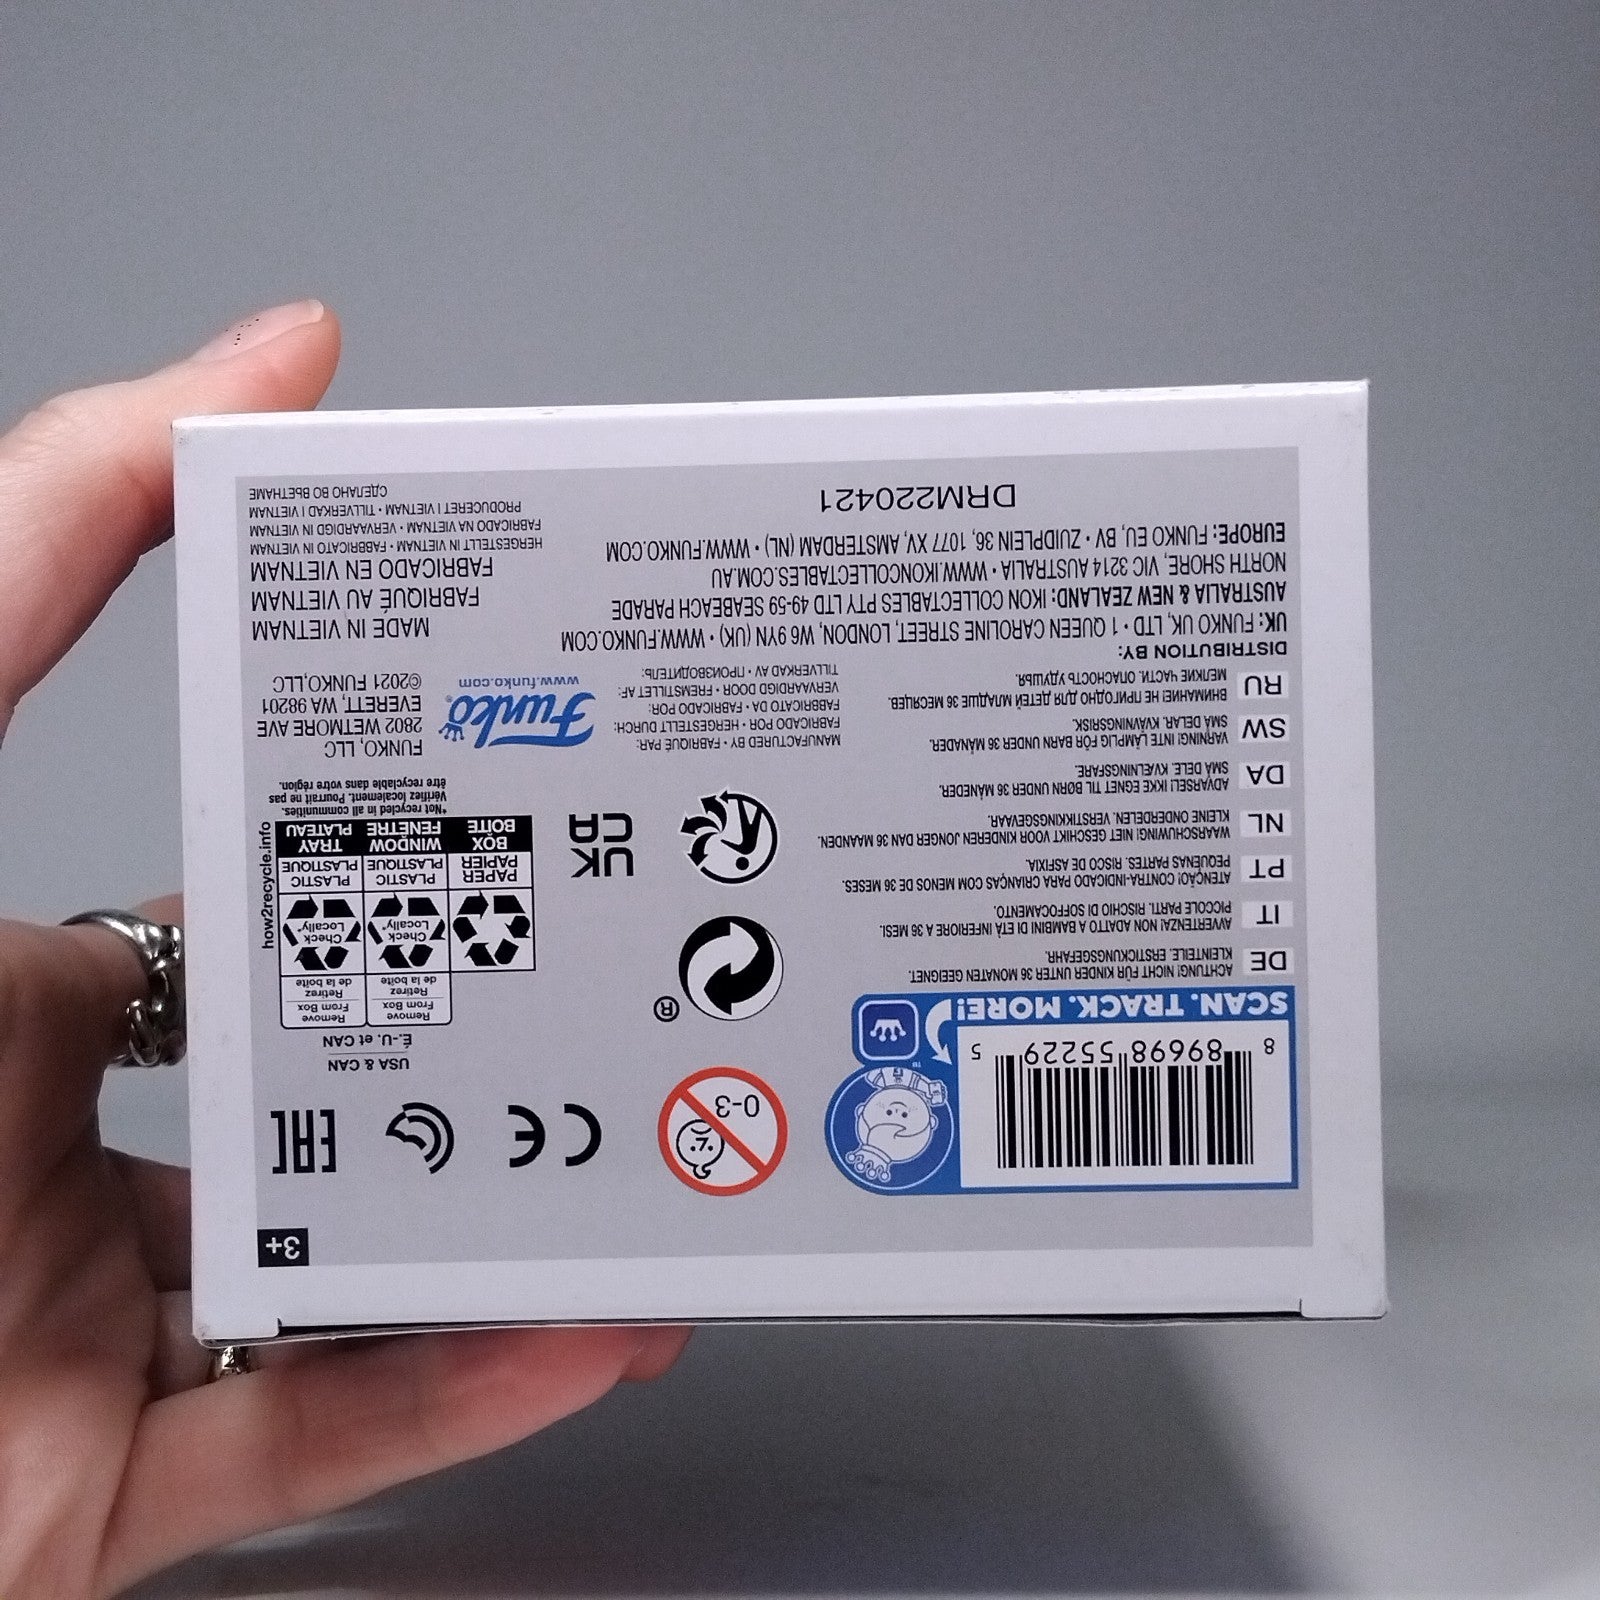 3+
8 89698 55229 5
SCAN. TRACK. MORE!
TM
0-3
CE
EAC
USA & CAN
É.-U. et CAN
Remove
From Box
Retirez
de la boîte
Remove
From Box
Retirez
de la boîte
Check
Locally*
Check
Locally*
PAPER
PAPIER
BOX
BOÎTE
PLASTIC
PLASTIQUE
WINDOW
FENÊTRE
PLASTIC
PLASTIQUE
TRAY
PLATEAU
how2recycle.info
*Not recycled in all communities.
Vérifiez localement. Pourrait ne pas
être recyclable dans votre région.
®
UK
CA
DE ACHTUNG! NICHT FÜR KINDER UNTER 36 MONATEN GEEIGNET.
KLEINTEILE. ERSTICKUNGSGEFAHR.
IT AVVERTENZA! NON ADATTO A BAMBINI DI ETÀ INFERIORE A 36 MESI.
PICCOLE PARTI. RISCHIO DI SOFFOCAMENTO.
PT ATENÇÃO! CONTRA-INDICADO PARA CRIANÇAS COM MENOS DE 36 MESES.
PEQUENAS PARTES. RISCO DE ASFIXIA.
NL WAARSCHUWING! NIET GESCHIKT VOOR KINDEREN JONGER DAN 36 MAANDEN.
KLEINE ONDERDELEN. VERSTIKKINGSGEVAAR.
DA ADVARSEL! IKKE EGNET TIL BØRN UNDER 36 MÅNEDER.
SMÅ DELE. KVÆLNINGSFARE.
SW VARNING! INTE LÄMPLIG FÖR BARN UNDER 36 MÅNADER.
SMÅ DELAR. KVÄVNINGSRISK.
RU ВНИМАНИЕ! НЕ ПРИГОДНО ДЛЯ ДЕТЕЙ МЛАДШЕ 36 МЕСЯЦЕВ.
МЕЛКИЕ ЧАСТИ. ОПАСНОСТЬ УДУШЬЯ.
MANUFACTURED BY • FABRIQUÉ PAR:
FABRICADO POR • HERGESTELLT DURCH:
FABBRICATO DA • FABRICADO POR:
VERVAARDIGD DOOR • FREMSTILLET AF:
TILLVERKAD AV • ПРОИЗВОДИТЕЛЬ:
Funko®
www.funko.com
FUNKO, LLC
2802 WETMORE AVE
EVERETT, WA 98201
©2021 FUNKO,LLC
DISTRIBUTION BY:
UK: FUNKO UK, LTD • 1 QUEEN CAROLINE STREET, LONDON, W6 9YN (UK) • WWW.FUNKO.COM
AUSTRALIA & NEW ZEALAND: IKON COLLECTABLES PTY LTD 49-59 SEABEACH PARADE
NORTH SHORE, VIC 3214 AUSTRALIA • WWW.IKONCOLLECTABLES.COM.AU
EUROPE: FUNKO EU, BV • ZUIDPLEIN 36, 1077 XV, AMSTERDAM (NL) • WWW.FUNKO.COM
MADE IN VIETNAM
FABRIQUÉ AU VIETNAM
FABRICADO EN VIETNAM
HERGESTELLT IN VIETNAM • FABBRICATO IN VIETNAM
FABRICADO NA VIETNAM • VERVAARDIGD IN VIETNAM
PRODUCERET I VIETNAM • TILLVERKAD I VIETNAM
СДЕЛАНО ВО ВЬЕТНАМЕ
DRM220421